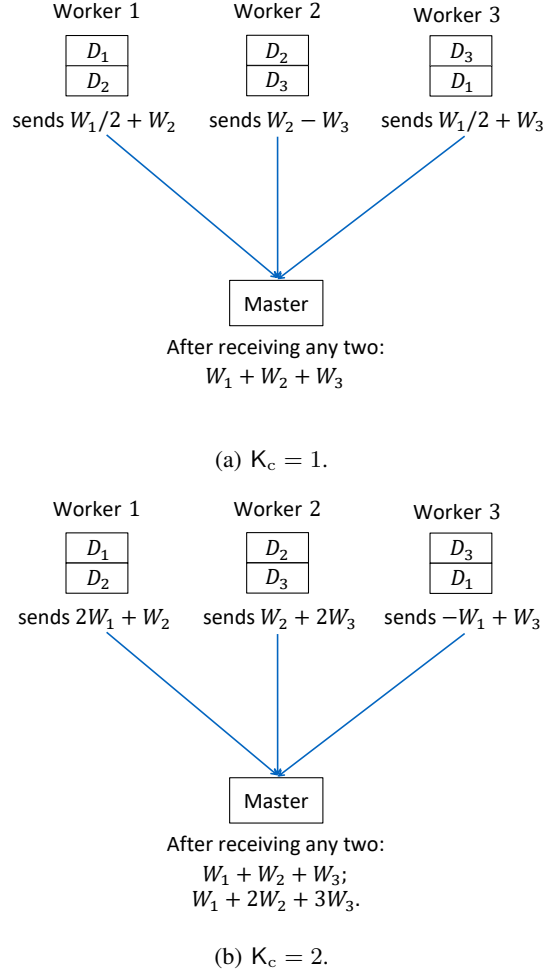 Worker 1 Worker 2 Worker 3
D₁ D₂ D₃
D₂ D₃ D₁
sends W₁/2 + W₂ sends W₂ − W₃ sends W₁/2 + W₃
Master
After receiving any two:
W₁ + W₂ + W₃
(a) K_c = 1.
Worker 1 Worker 2 Worker 3
D₁ D₂ D₃
D₂ D₃ D₁
sends 2W₁ + W₂ sends W₂ + 2W₃ sends −W₁ + W₃
Master
After receiving any two:
W₁ + W₂ + W₃;
W₁ + 2W₂ + 3W₃.
(b) K_c = 2.